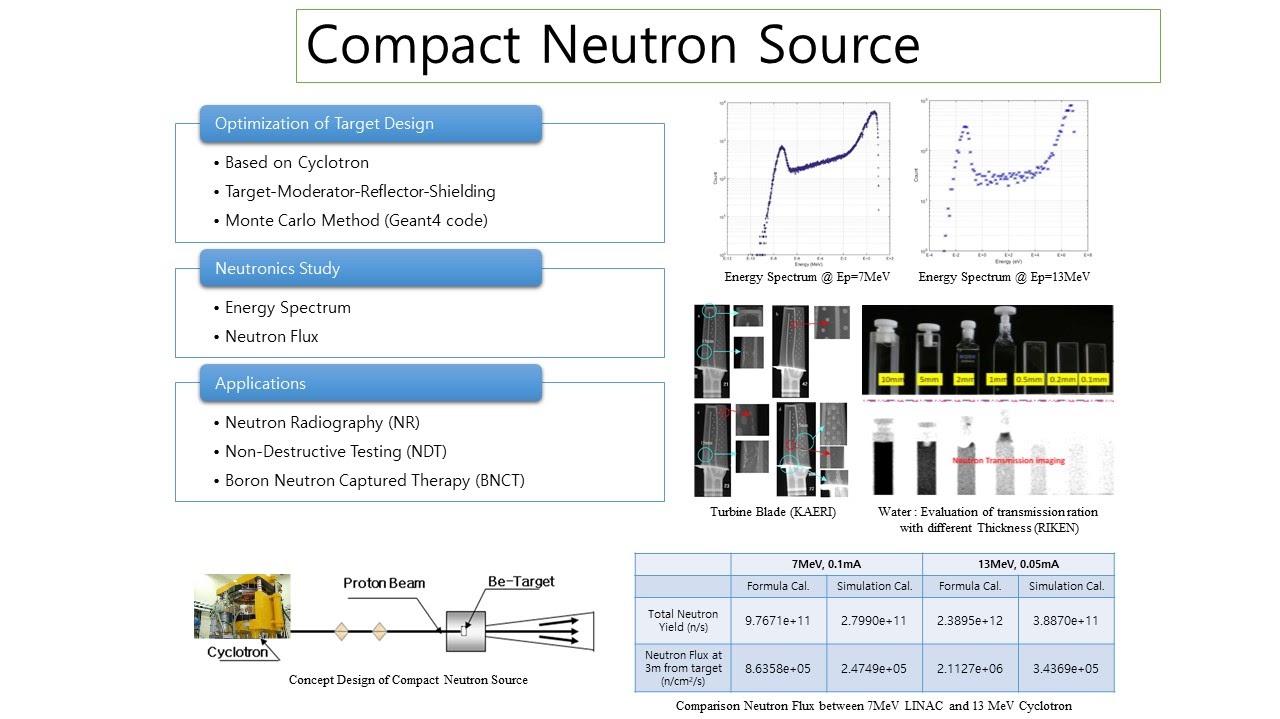 Compact Neutron Source
Optimization of Target Design
• Based on Cyclotron
• Target-Moderator-Reflector-Shielding
• Monte Carlo Method (Geant4 code)
Neutronics Study
• Energy Spectrum
• Neutron Flux
Applications
• Neutron Radiography (NR)
• Non-Destructive Testing (NDT)
• Boron Neutron Captured Therapy (BNCT)
Count
Energy (MeV)
Energy Spectrum @ Ep=7MeV
Count
Energy (eV)
Energy Spectrum @ Ep=13MeV
Turbine Blade (KAERI)
10mm 5mm 2mm 1mm 0.5mm 0.2mm 0.1mm
Neutron Transmission Imaging
Water : Evaluation of transmission ration
with different Thickness (RIKEN)
Proton Beam
Be-Target
Cyclotron
Concept Design of Compact Neutron Source
7MeV, 0.1mA 13MeV, 0.05mA
Formula Cal. Simulation Cal. Formula Cal. Simulation Cal.
Total Neutron
Yield (n/s)
9.7671e+11 2.7990e+11 2.3895e+12 3.8870e+11
Neutron Flux at
3m from target
(n/cm²/s)
8.6358e+05 2.4749e+05 2.1127e+06 3.4369e+05
Comparison Neutron Flux between 7MeV LINAC and 13 MeV Cyclotron